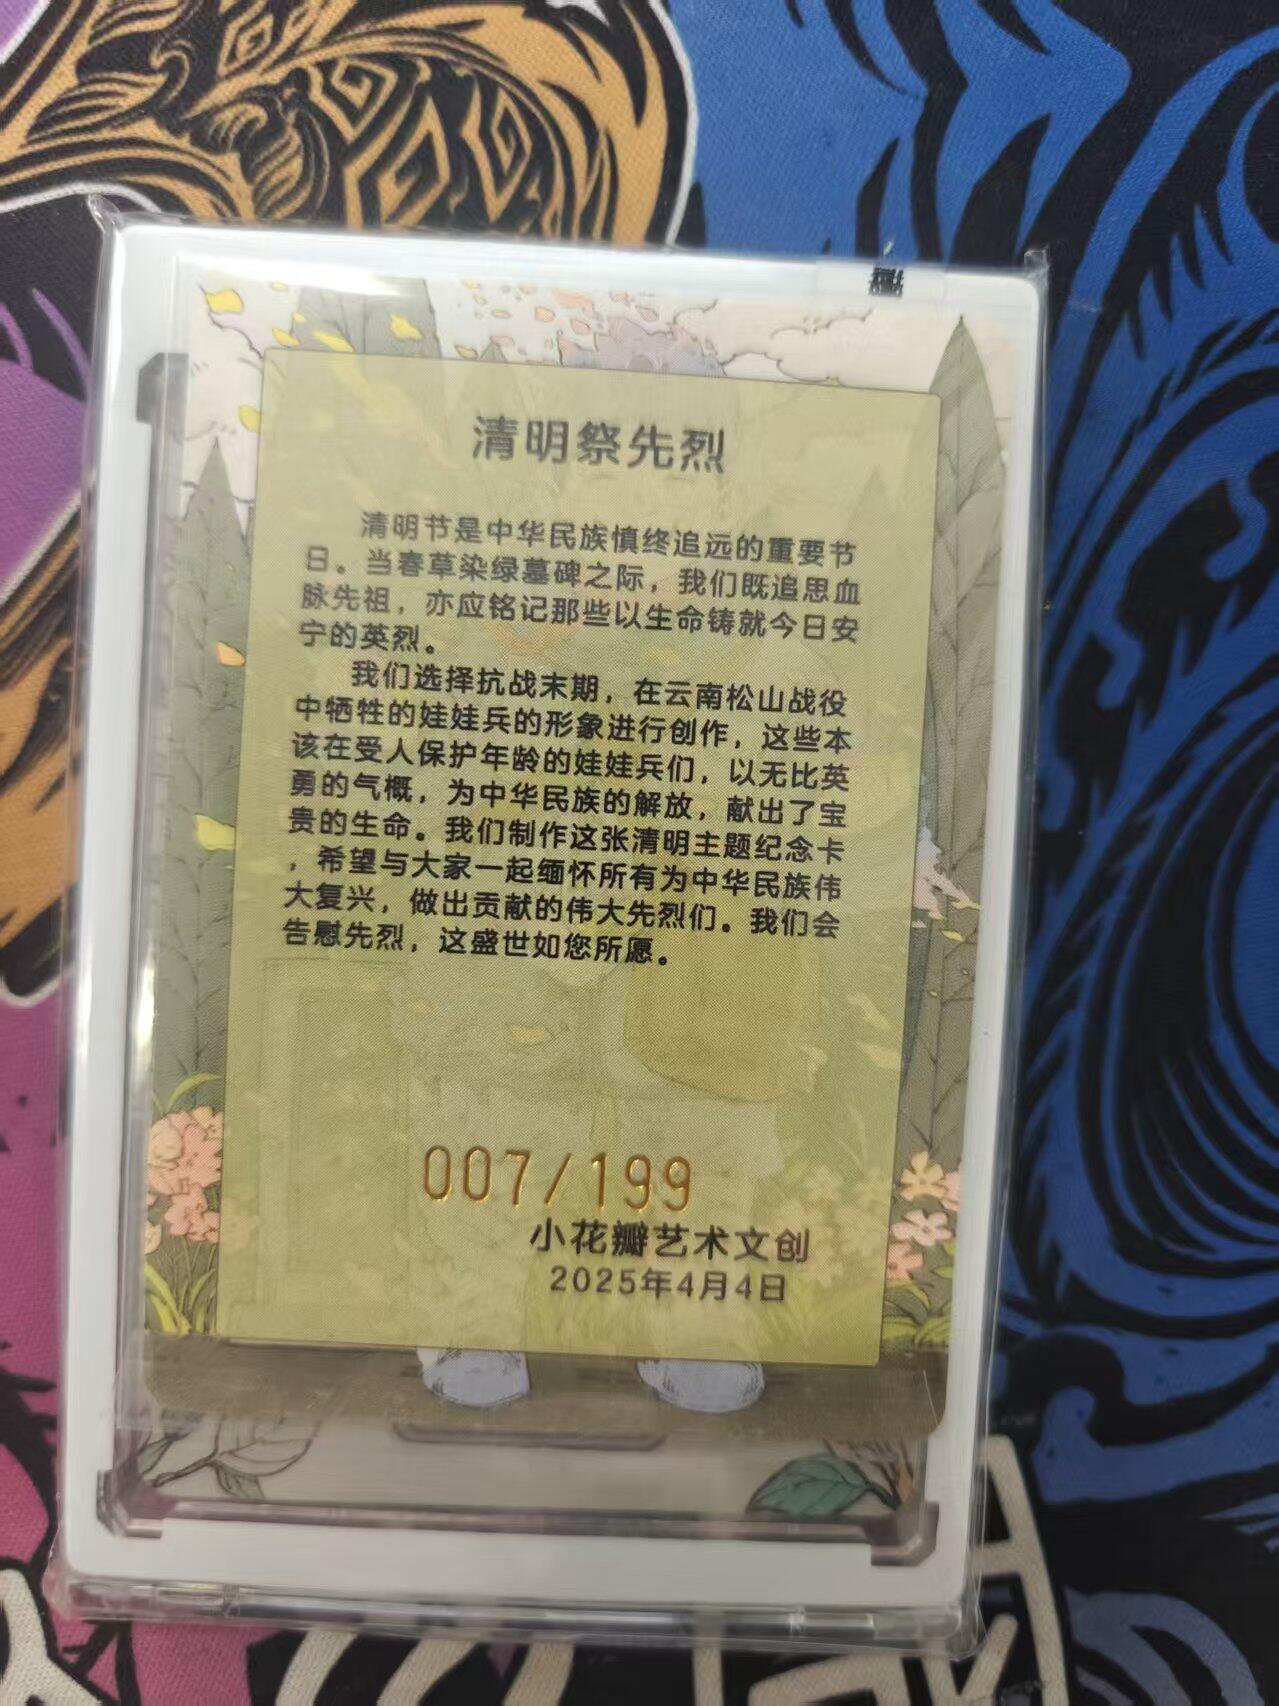 清明祭先烈
清明节是中华民族慎终追远的重要节
日。当春草染绿墓碑之际，我们既追思血
脉先祖，亦应铭记那些以生命铸就今日安
宁的英烈。
我们选择抗战末期，在云南松山战役
中牺牲的娃娃兵的形象进行创作，这些本
该在受人保护年龄的娃娃兵们，以无比英
勇的气概，为中华民族的解放，献出了宝
贵的生命。我们制作这张清明主题纪念卡
，希望与大家一起缅怀所有为中华民族伟
大复兴，做出贡献的伟大先烈们。我们会
告慰先烈，这盛世如您所愿。
007/199
小花瓣艺术文创
2025年4月4日